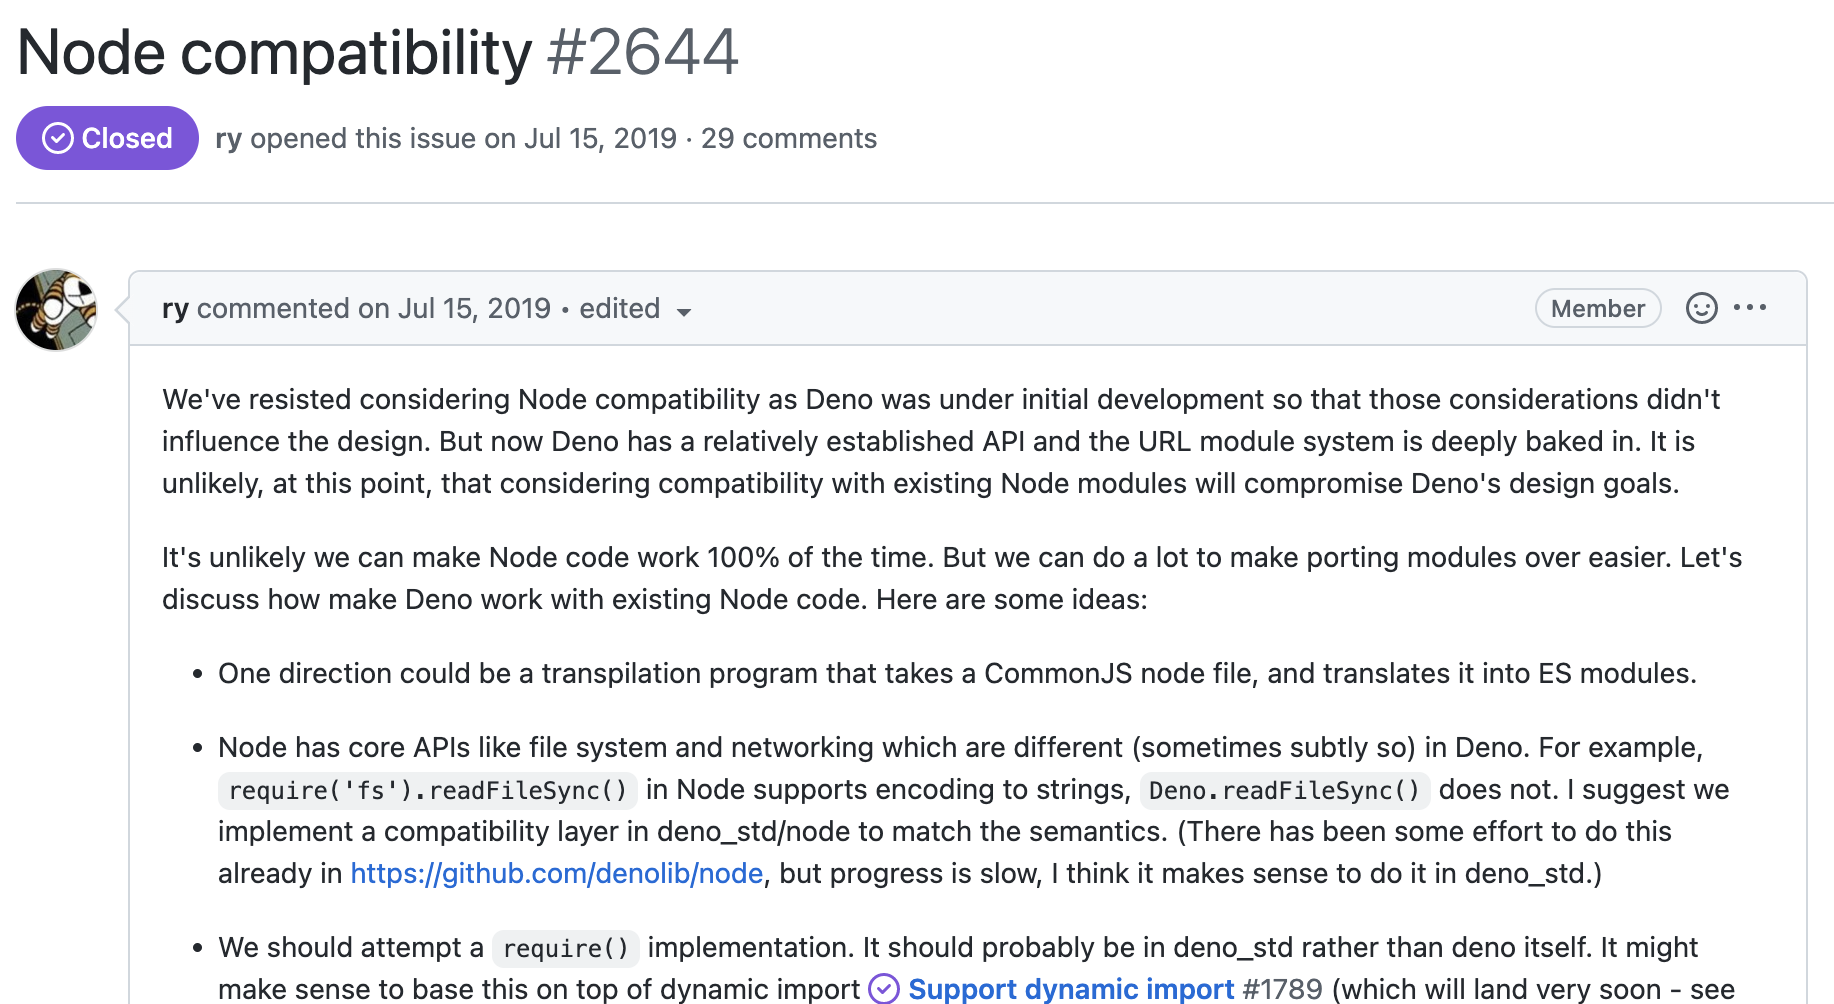 Node compatibility #2644
Closed ry opened this issue on Jul 15, 2019 · 29 comments
ry commented on Jul 15, 2019 • edited Member
We've resisted considering Node compatibility as Deno was under initial development so that those considerations didn't
influence the design. But now Deno has a relatively established API and the URL module system is deeply baked in. It is
unlikely, at this point, that considering compatibility with existing Node modules will compromise Deno's design goals.
It's unlikely we can make Node code work 100% of the time. But we can do a lot to make porting modules over easier. Let's
discuss how make Deno work with existing Node code. Here are some ideas:
• One direction could be a transpilation program that takes a CommonJS node file, and translates it into ES modules.
• Node has core APIs like file system and networking which are different (sometimes subtly so) in Deno. For example,
require('fs').readFileSync() in Node supports encoding to strings, Deno.readFileSync() does not. I suggest we
implement a compatibility layer in deno_std/node to match the semantics. (There has been some effort to do this
already in https://github.com/denolib/node, but progress is slow, I think it makes sense to do it in deno_std.)
• We should attempt a require() implementation. It should probably be in deno_std rather than deno itself. It might
make sense to base this on top of dynamic import Support dynamic import #1789 (which will land very soon - see